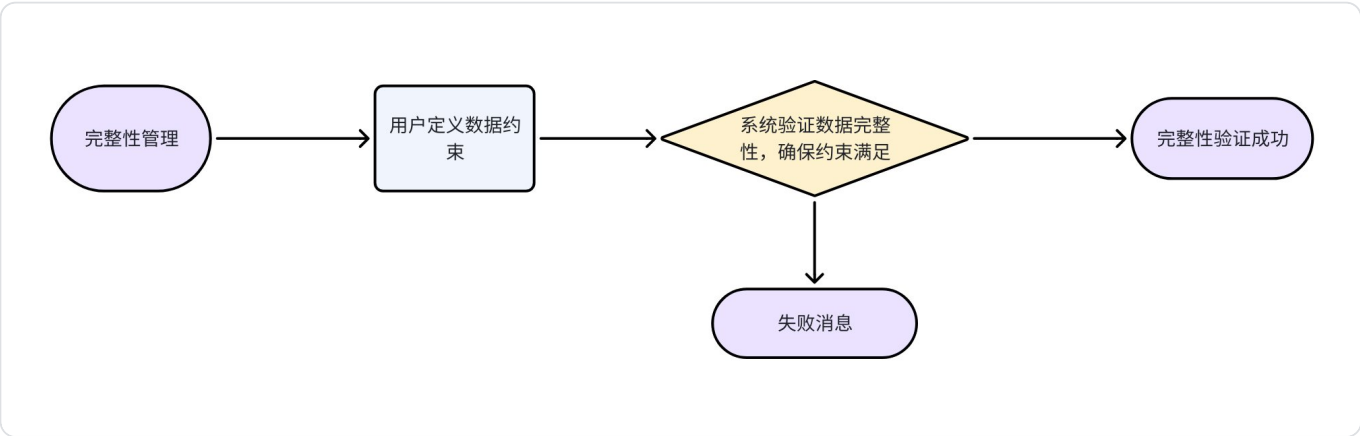 完整性管理
用户定义数据约
束
系统验证数据完整
性，确保约束满足
完整性验证成功
失败消息